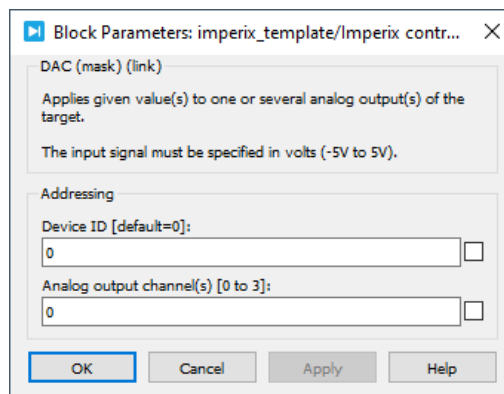 Block Parameters: imperix_template/Imperix contr...
DAC (mask) (link)
Applies given value(s) to one or several analog output(s) of the
target.
The input signal must be specified in volts (-5V to 5V).
Addressing
Device ID [default=0]:
0
Analog output channel(s) [0 to 3]:
0
OK
Cancel
Apply
Help